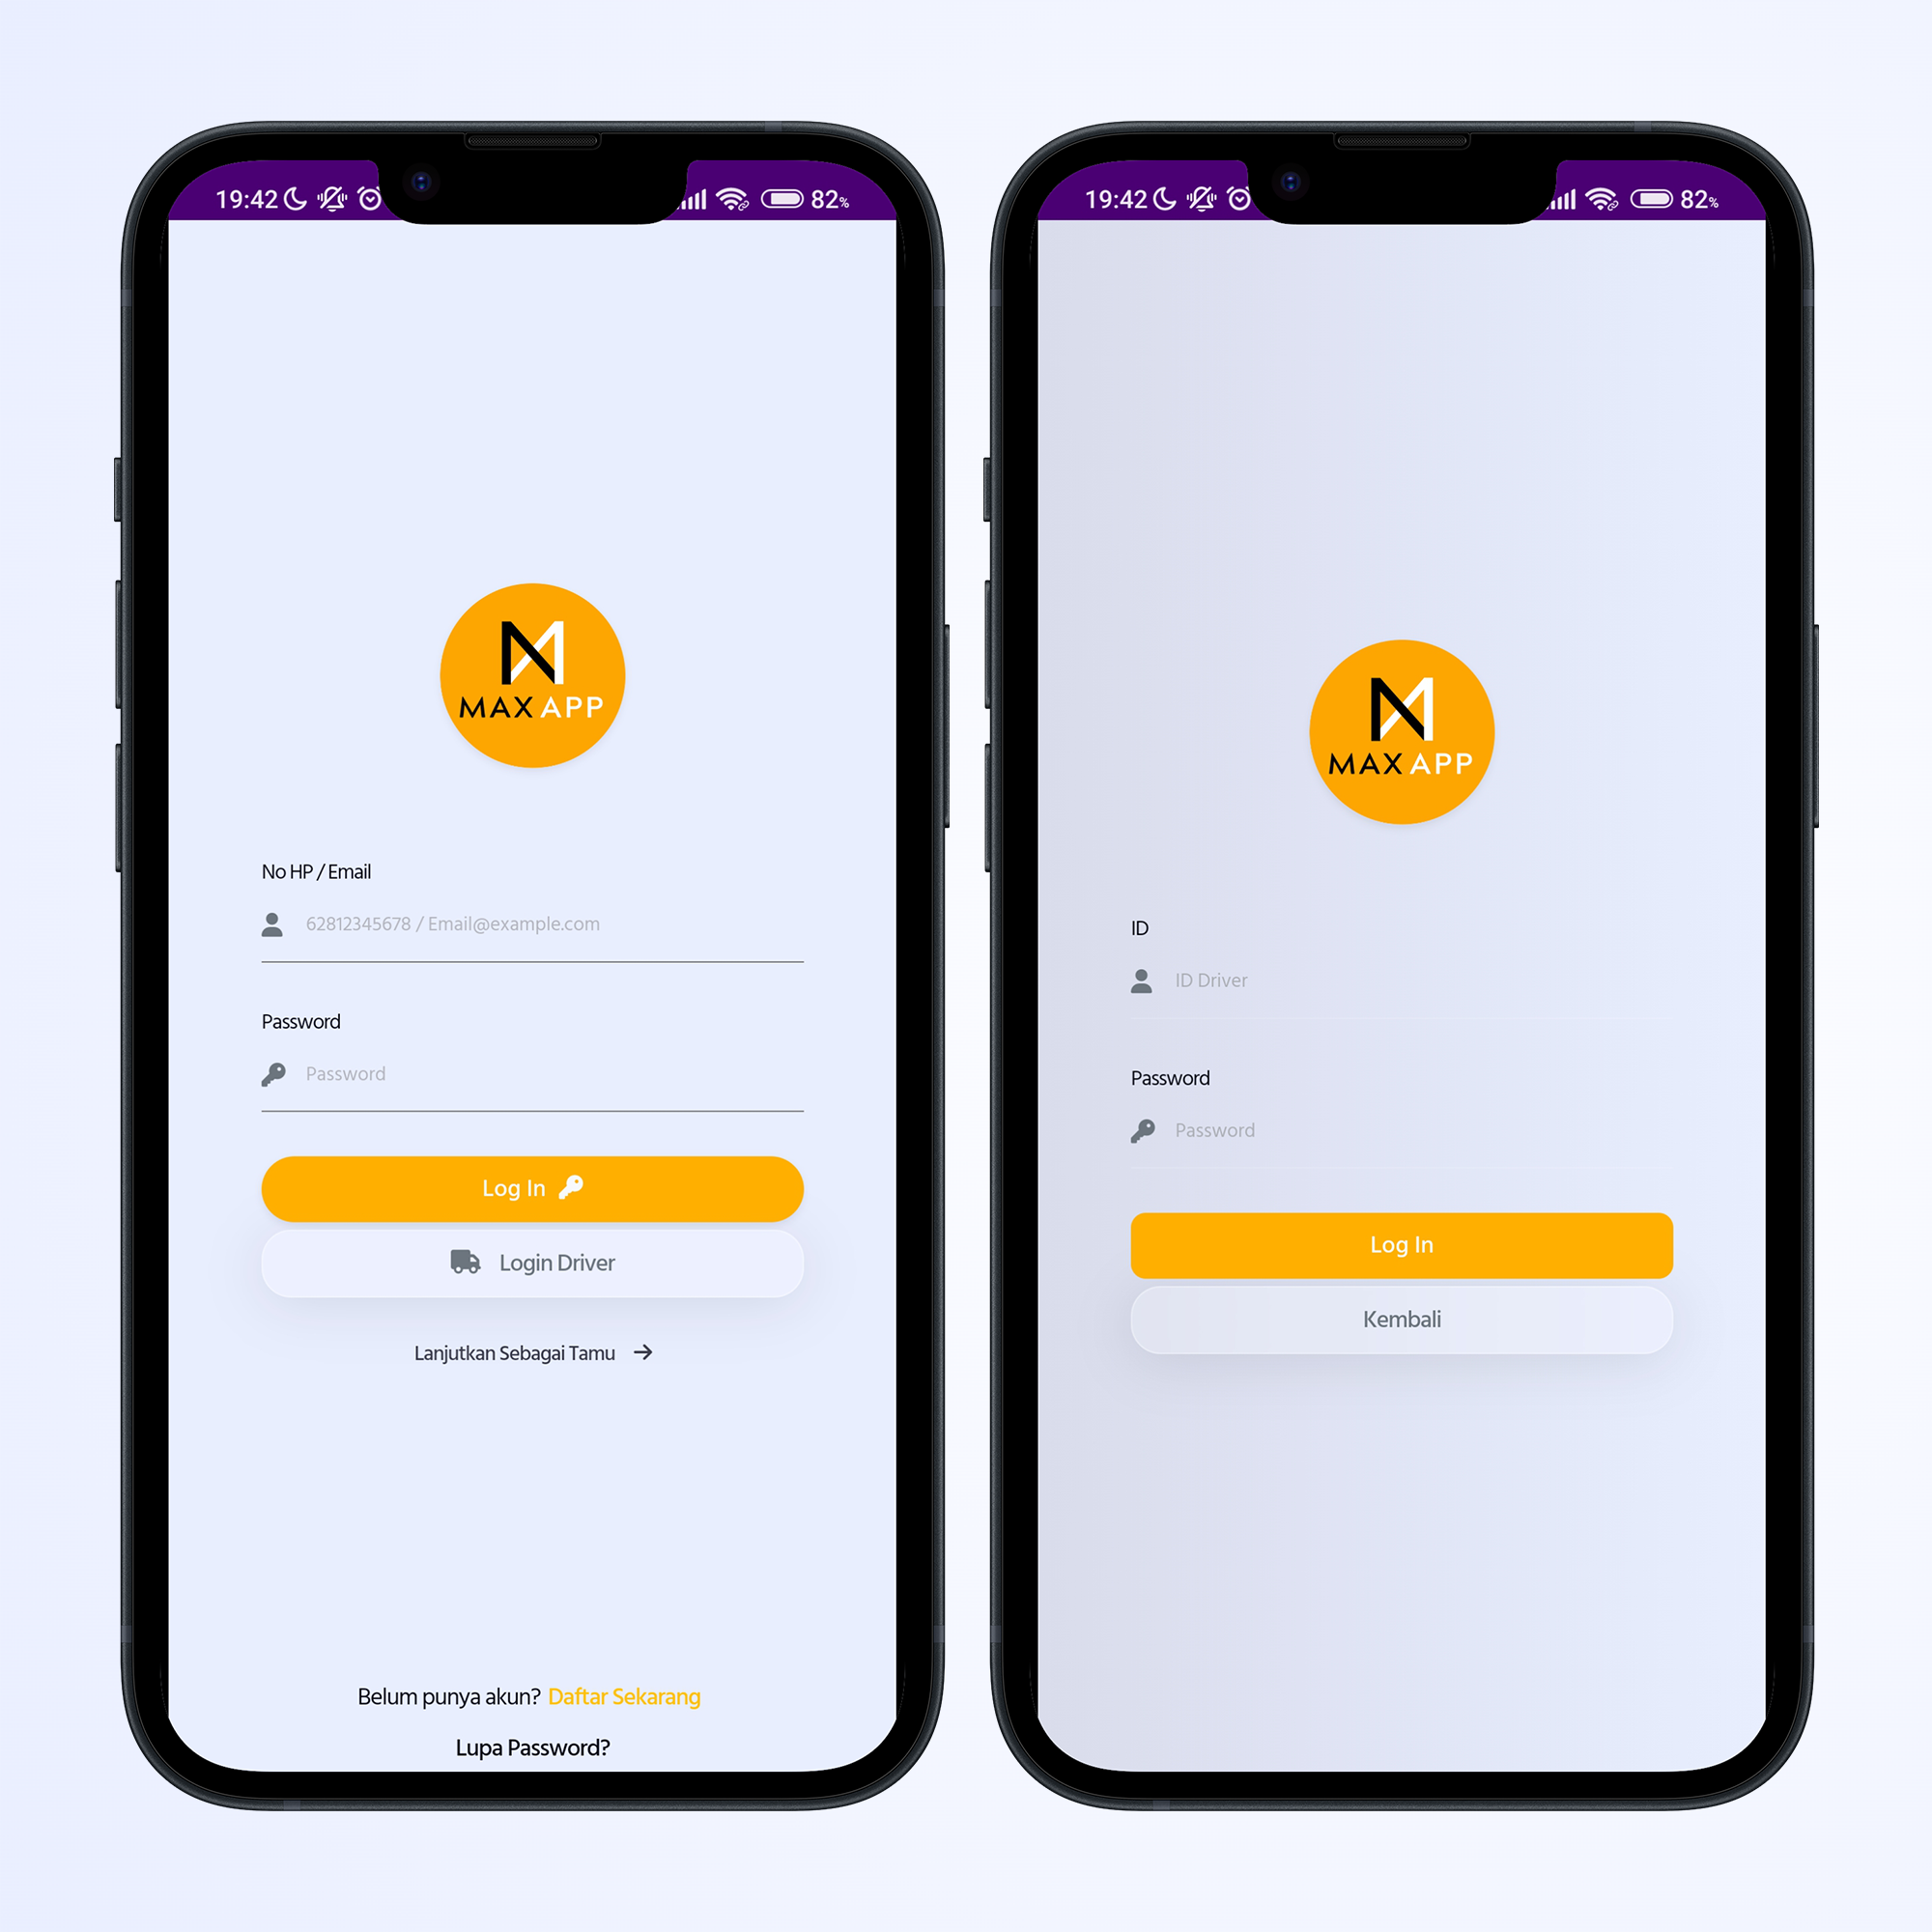 19:42
82%
MAX APP
No HP / Email
62812345678 / Email@example.com
Password
Password
Log In
Login Driver
Lanjutkan Sebagai Tamu
Belum punya akun? Daftar Sekarang
Lupa Password?
19:42
82%
MAX APP
ID
ID Driver
Password
Password
Log In
Kembali